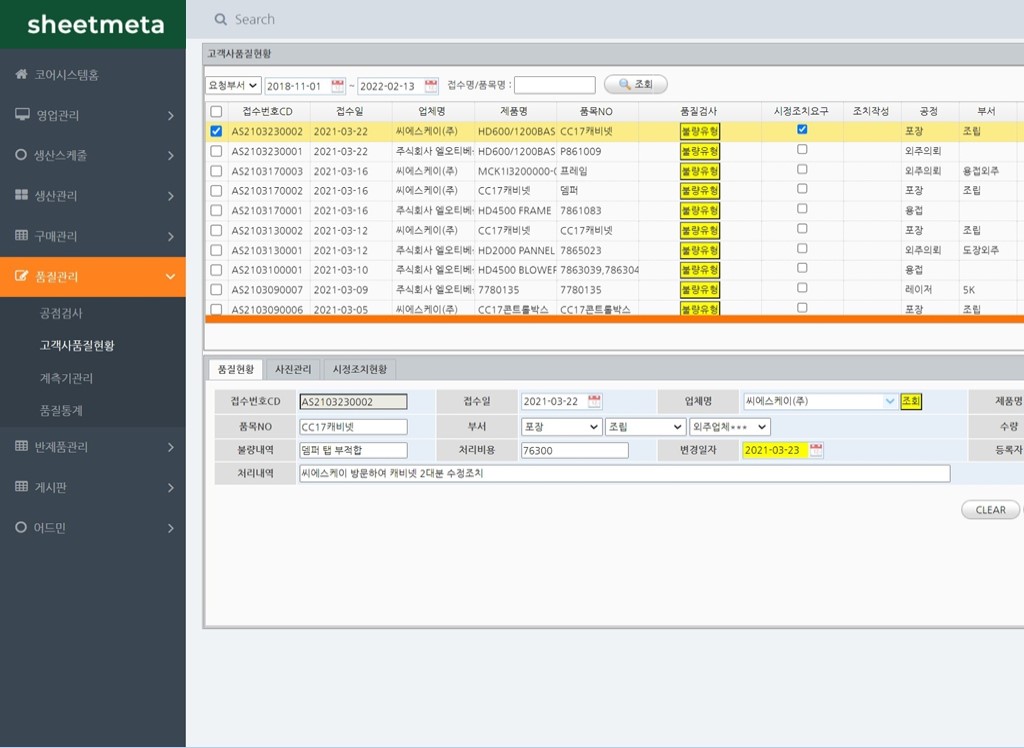 sheetmeta
Search
코어시스템홈
영업관리
생산스케줄
생산관리
구매관리
품질관리
공점검사
고객사품질현황
계측기관리
품질통계
반제품관리
게시판
어드민
고객사품질현황
요청부서 2018-11-01 ~ 2022-02-13 접수명/품목명 : 조회
접수번호CD 접수일 업체명 제품명 품목NO 품질검사 시정조치요구 조치작성 공정 부서
AS2103230002 2021-03-22 씨에스케이(주) HD600/1200BAS CC17캐비넷 불량유형 포장 조립
AS2103230001 2021-03-22 주식회사 엘오티베 HD600/1200BAS P861009 불량유형 외주의뢰
AS2103170003 2021-03-16 씨에스케이(주) MCK1I3200000-0 프레임 불량유형 외주의뢰 용접외주
AS2103170002 2021-03-16 씨에스케이(주) CC17캐비넷 뎀퍼 불량유형 포장 조립
AS2103170001 2021-03-16 주식회사 엘오티베 HD4500 FRAME 7861083 불량유형 용접
AS2103130002 2021-03-12 씨에스케이(주) CC17캐비넷 CC17캐비넷 불량유형 포장 조립
AS2103130001 2021-03-12 주식회사 엘오티베 HD2000 PANNEL 7865023 불량유형 외주의뢰 도장외주
AS2103100001 2021-03-10 주식회사 엘오티베 HD4500 BLOWER 7863039,786304 불량유형 용접
AS2103090007 2021-03-09 주식회사 엘오티베 7780135 7780135 불량유형 레이저 5K
AS2103090006 2021-03-05 씨에스케이(주) CC17콘트롤박스 CC17콘트롤박스 불량유형 포장 조립
품질현황 사진관리 시정조치현황
접수번호CD AS2103230002 접수일 2021-03-22 업체명 씨에스케이(주) 조회 제품명
품목NO CC17캐비넷 부서 포장 조립 외주업체*** 수량
불량내역 뎀퍼 탭 부적합 처리비용 76300 변경일자 2021-03-23 등록자
처리내역 씨에스케이 방문하여 캐비넷 2대분 수정조치
CLEAR